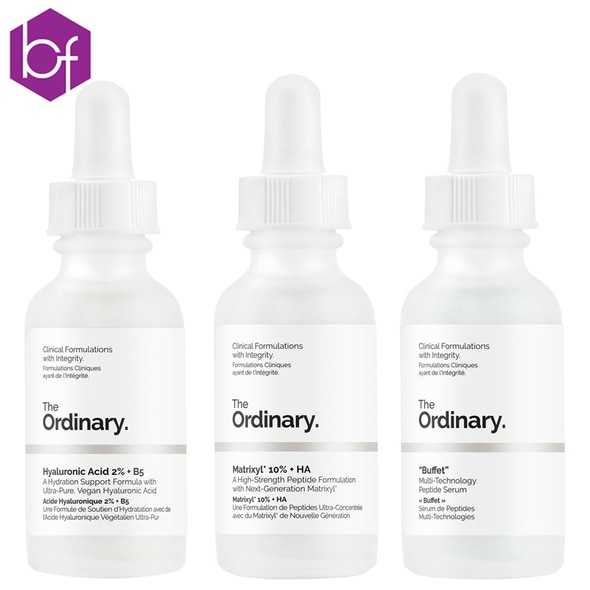 bf
Clinical Formulations
with Integrity.
Formulations Cliniques
ayant de l'Intégrité.
The
Ordinary.
Hyaluronic Acid 2% + B5
A Hydration Support Formula with
Ultra-Pure, Vegan Hyaluronic Acid
Acide Hyaluronique 2% + B5
Une Formule de Soutien d'Hydratation avec de
l'Acide Hyaluronique Végétalien Ultra-Pur
Clinical Formulations
with Integrity.
Formulations Cliniques
ayant de l'Intégrité.
The
Ordinary.
Matrixyl* 10% + HA
A High-Strength Peptide Formulation
with Next-Generation Matrixyl*
Matrixyl* 10% + HA
Une Formulation de Peptides Ultra-Concentrée
avec du Matrixyl* de Nouvelle Génération
Clinical Formulations
with Integrity.
Formulations Cliniques
ayant de l'Intégrité.
The
Ordinary.
"Buffet"
Multi-Technology
Peptide Serum
« Buffet »
Sérum de Peptides
Multi-Technologies